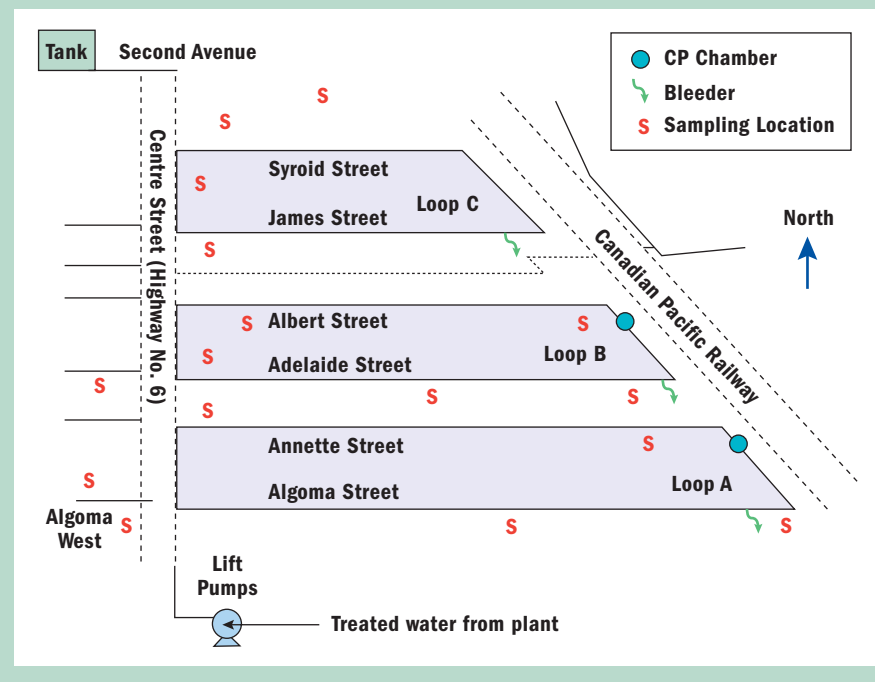 Tank
Second Avenue
CP Chamber
Bleeder
S Sampling Location
S
S
Centre Street (Highway No. 6)
Syroid Street
S
Loop C
James Street
S
North
Canadian Pacific Railway
S
Albert Street
S
S
Adelaide Street
Loop B
S
S
S
S
Annette Street
S
S
Algoma Street
Loop A
Algoma
West
S
S
S
Lift
Pumps
Treated water from plant